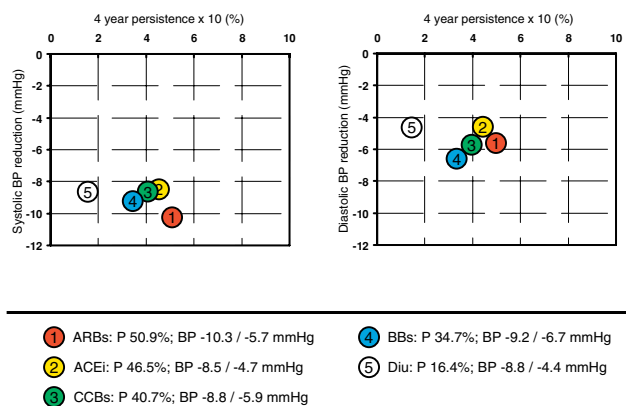 4 year persistence x 10 (%)
0 2 4 6 8 10
0
-2
-4
-6
-8
-10
-12
Systolic BP reduction (mmHg)
5 4 3 2 1
4 year persistence x 10 (%)
0 2 4 6 8 10
0
-2
-4
-6
-8
-10
-12
Diastolic BP reduction (mmHg)
5 4 3 2 1
1 ARBs: P 50.9%; BP -10.3 / -5.7 mmHg
2 ACEi: P 46.5%; BP -8.5 / -4.7 mmHg
3 CCBs: P 40.7%; BP -8.8 / -5.9 mmHg
4 BBs: P 34.7%; BP -9.2 / -6.7 mmHg
5 Diu: P 16.4%; BP -8.8 / -4.4 mmHg